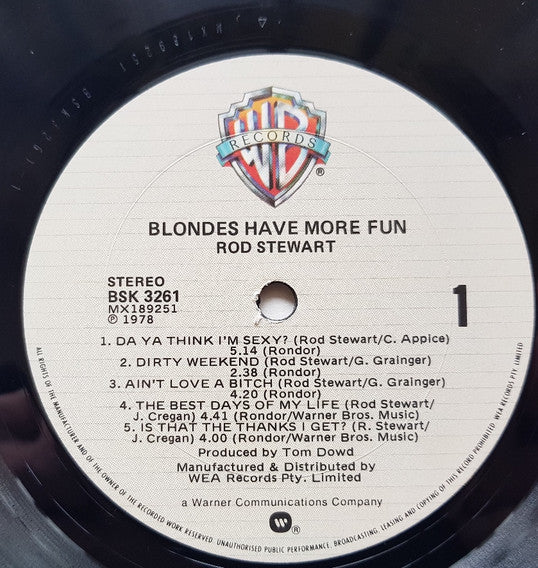 WB
RECORDS
®
BLONDES HAVE MORE FUN
ROD STEWART
STEREO
BSK 3261
MX189251
℗ 1978
1
1. DA YA THINK I'M SEXY? (Rod Stewart/C. Appice)
5.14 (Rondor)
2. DIRTY WEEKEND (Rod Stewart/G. Grainger)
2.38 (Rondor)
3. AIN'T LOVE A BITCH (Rod Stewart/G. Grainger)
4.20 (Rondor)
4. THE BEST DAYS OF MY LIFE (Rod Stewart/
J. Cregan) 4.41 (Rondor/Warner Bros. Music)
5. IS THAT THE THANKS I GET? (R. Stewart/
J. Cregan) 4.00 (Rondor/Warner Bros. Music)
Produced by Tom Dowd
Manufactured & Distributed by
WEA Records Pty. Limited
a Warner Communications Company
W
®
ALL RIGHTS OF THE MANUFACTURER AND OWNER OF THE RECORDED WORK RESERVED. UNAUTHORISED PUBLIC PERFORMANCE, BROADCASTING, LEASING AND COPYING OF THIS RECORD PROHIBITED. WEA RECORDS PTY. LIMITED
MX189251
BSK 3261